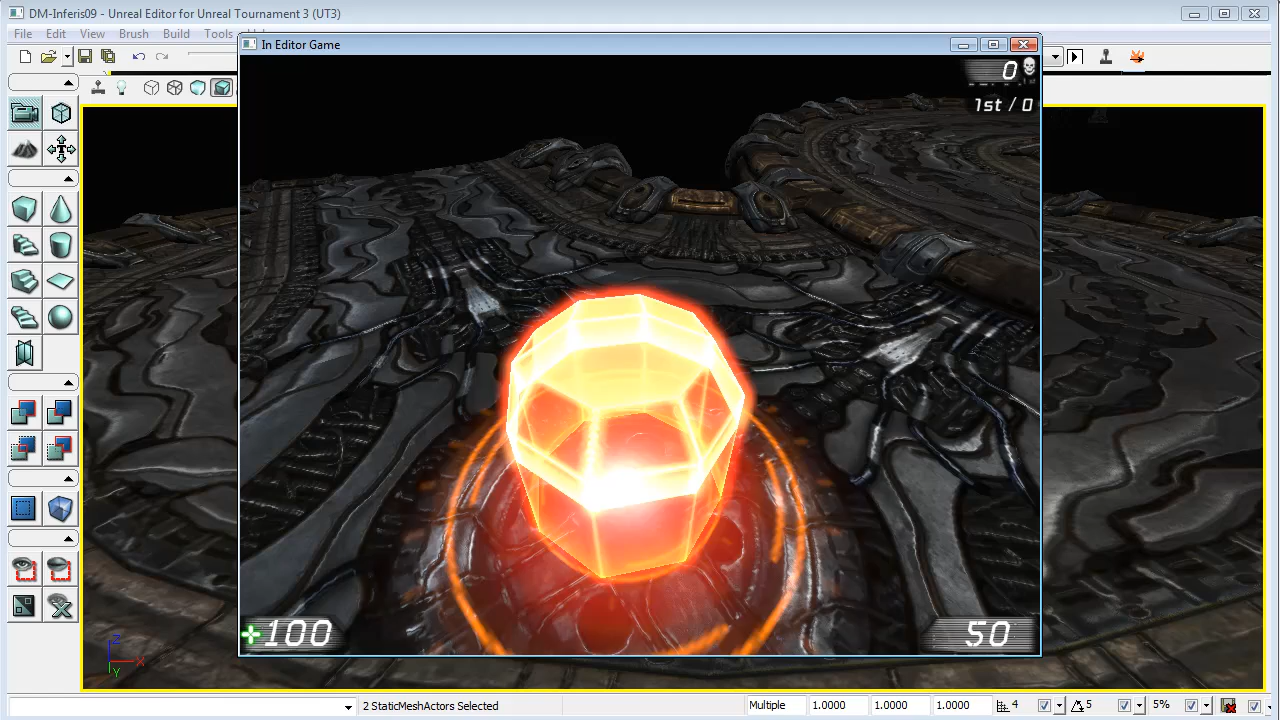 DM-Inferis09 - Unreal Editor for Unreal Tournament 3 (UT3)
File Edit View Brush Build Tools
In Editor Game
0
1st / 0
100
50
Z
X
Y
2 StaticMeshActors Selected
Multiple 1.0000 1.0000 1.0000 4 5 5%